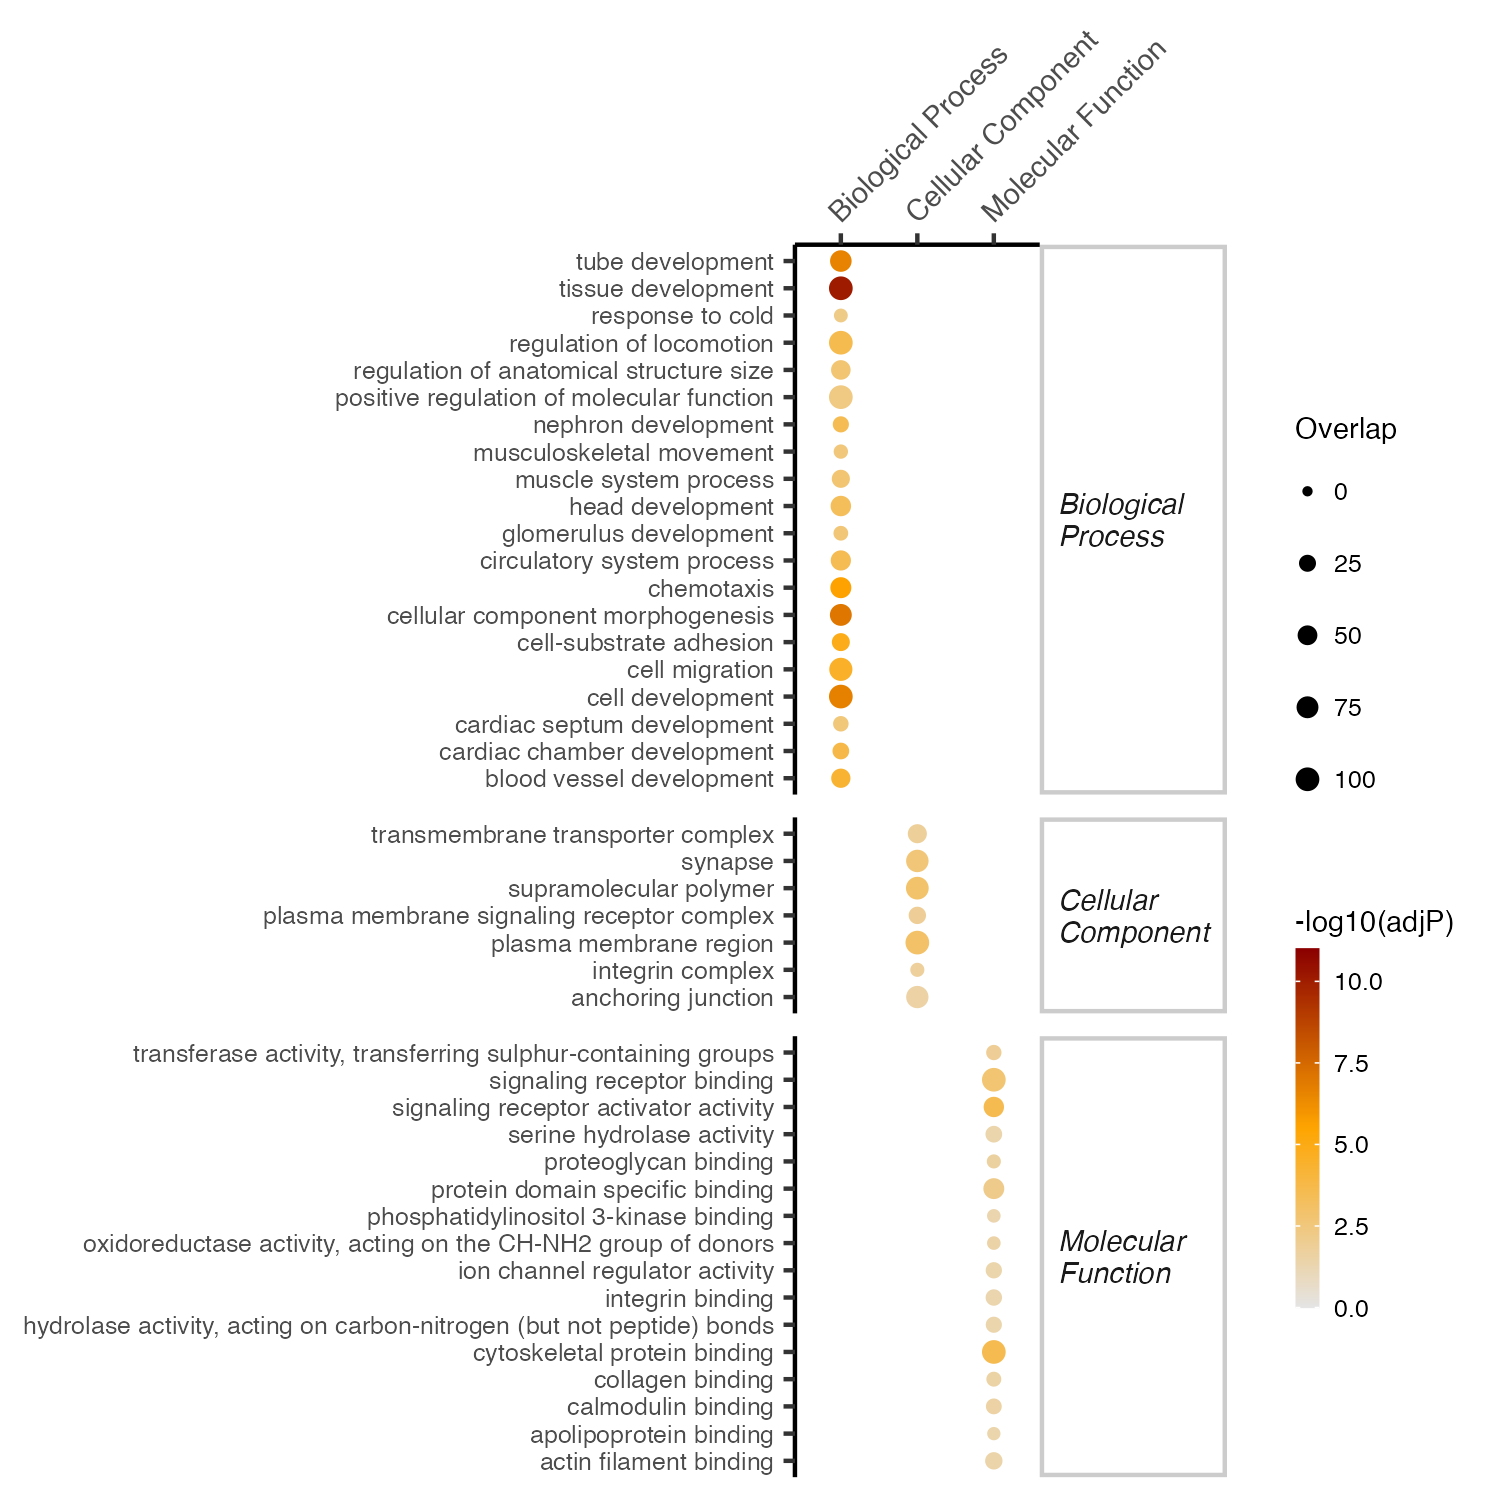 Biological Process
Cellular Component
Molecular Function
tube development
tissue development
response to cold
regulation of locomotion
regulation of anatomical structure size
positive regulation of molecular function
nephron development
musculoskeletal movement
muscle system process
head development
glomerulus development
circulatory system process
chemotaxis
cellular component morphogenesis
cell-substrate adhesion
cell migration
cell development
cardiac septum development
cardiac chamber development
blood vessel development
Biological
Process
transmembrane transporter complex
synapse
supramolecular polymer
plasma membrane signaling receptor complex
plasma membrane region
integrin complex
anchoring junction
Cellular
Component
transferase activity, transferring sulphur-containing groups
signaling receptor binding
signaling receptor activator activity
serine hydrolase activity
proteoglycan binding
protein domain specific binding
phosphatidylinositol 3-kinase binding
oxidoreductase activity, acting on the CH-NH2 group of donors
ion channel regulator activity
integrin binding
hydrolase activity, acting on carbon-nitrogen (but not peptide) bonds
cytoskeletal protein binding
collagen binding
calmodulin binding
apolipoprotein binding
actin filament binding
Molecular
Function
Overlap
0
25
50
75
100
-log10(adjP)
10.0
7.5
5.0
2.5
0.0